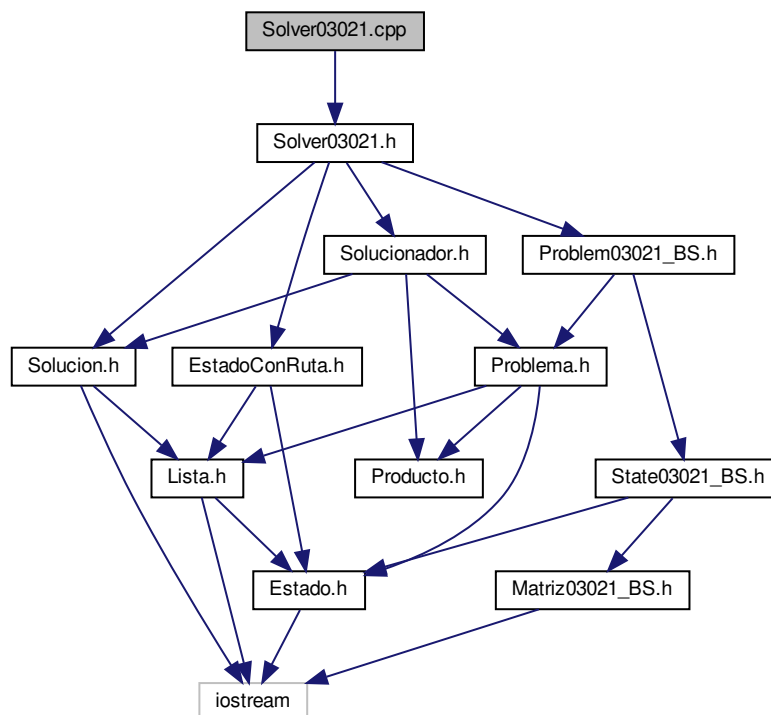 Solver03021.cpp
Solver03021.h
Solucionador.h
Problem03021_BS.h
Solucion.h
EstadoConRuta.h
Problema.h
Lista.h
Producto.h
State03021_BS.h
Estado.h
Matriz03021_BS.h
iostream